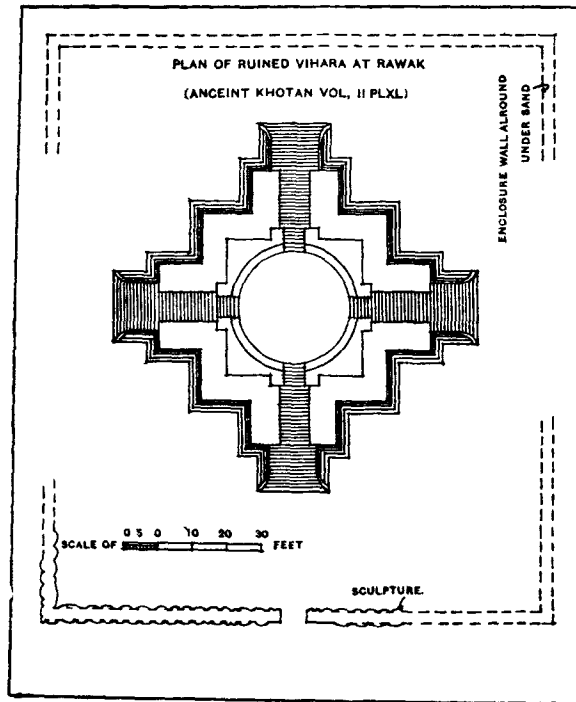 PLAN OF RUINED VIHARA AT RAWAK
(ANCEINT KHOTAN VOL, II PLXL)
ENCLOSURE WALL ALROUND
UNDER SAND
0 5 0 10 20 30
SCALE OF FEET
SCULPTURE.